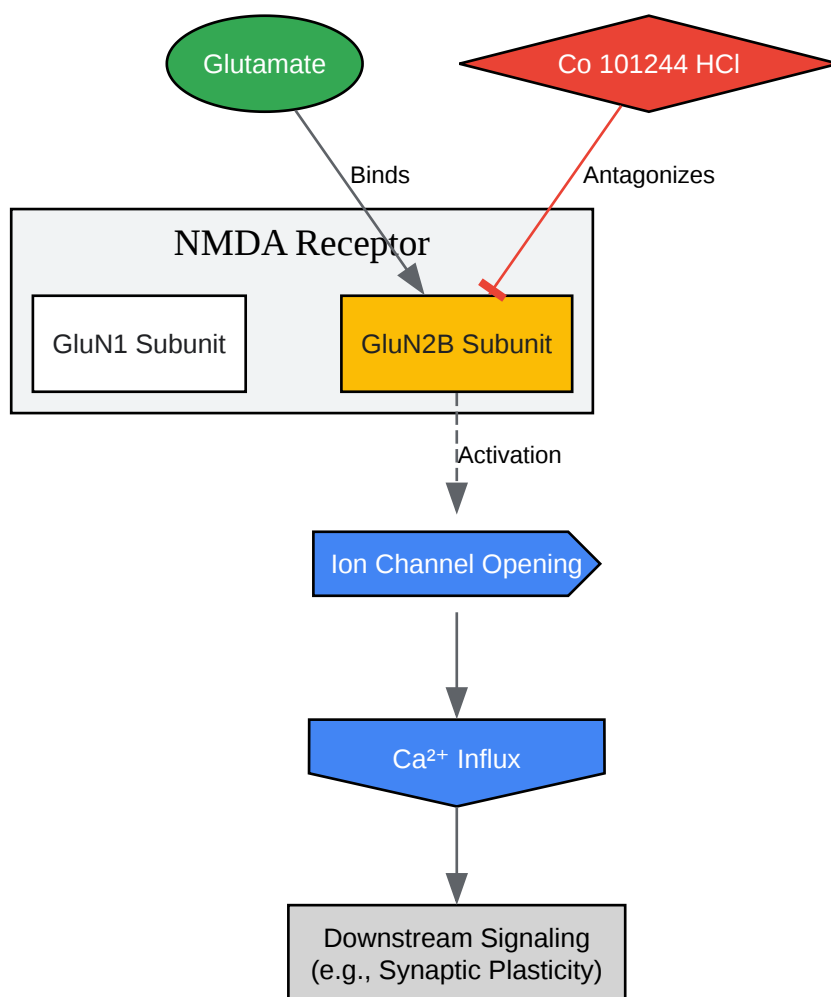 Glutamate
Co 101244 HCl
Binds
Antagonizes
NMDA Receptor
GluN1 Subunit
GluN2B Subunit
Activation
Ion Channel Opening
Ca²⁺ Influx
Downstream Signaling
(e.g., Synaptic Plasticity)